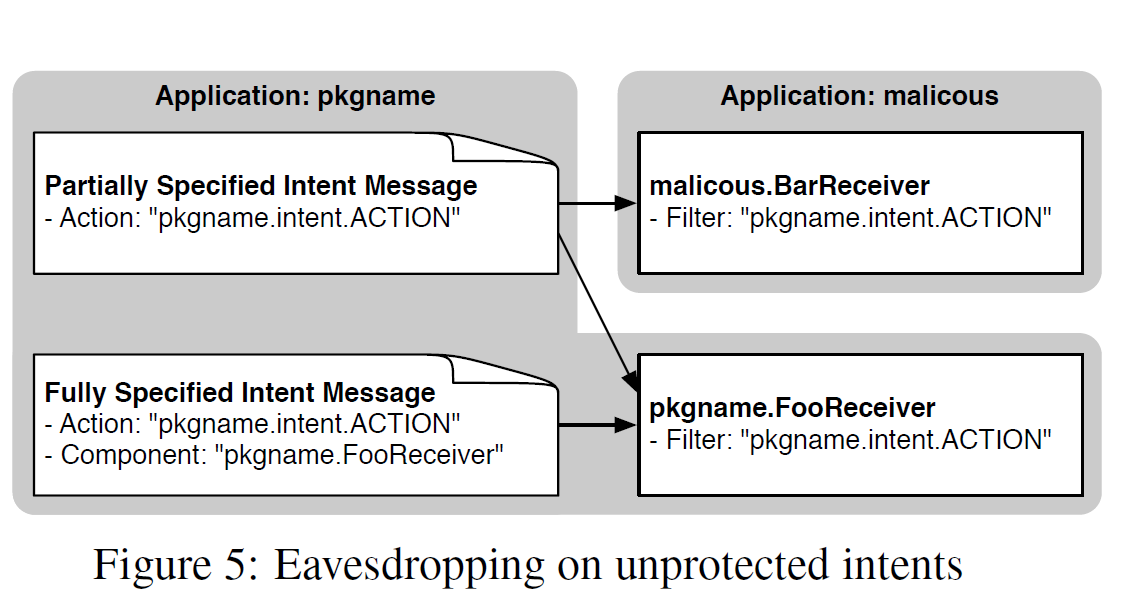 Application: pkgname
Partially Specified Intent Message
- Action: "pkgname.intent.ACTION"
Application: malicous
malicous.BarReceiver
- Filter: "pkgname.intent.ACTION"
Fully Specified Intent Message
- Action: "pkgname.intent.ACTION"
- Component: "pkgname.FooReceiver"
pkgname.FooReceiver
- Filter: "pkgname.intent.ACTION"
Figure 5: Eavesdropping on unprotected intents